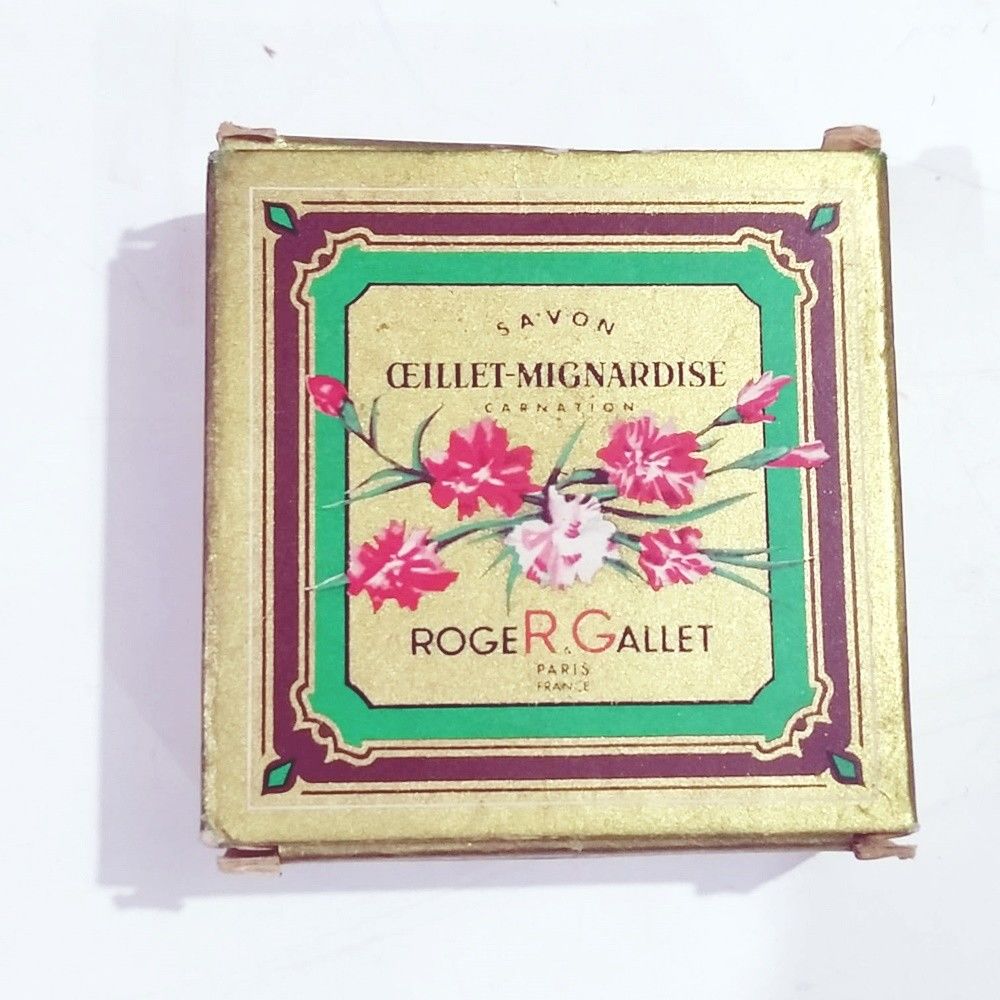 SAVON
ŒILLET-MIGNARDISE
CARNATION
ROGER & GALLET
PARIS
FRANCE